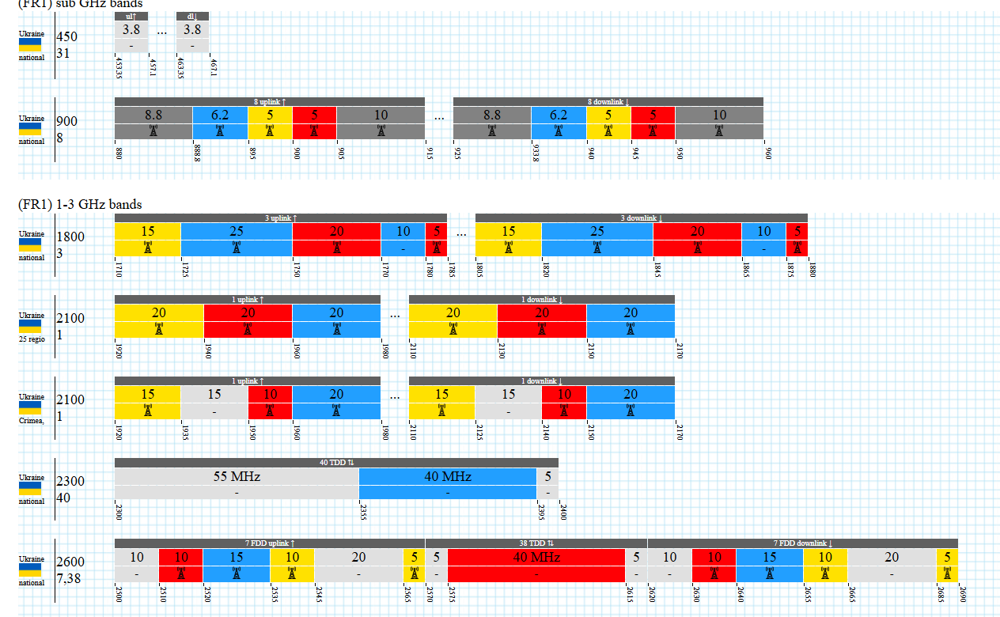 (FR1) sub GHz bands
ul↑ dl↓
Ukraine 450 3.8 ... 3.8
national 31 - -
453.35 457.1 463.35 467.1
8 uplink ↑ 8 downlink ↓
Ukraine 900 8.8 6.2 5 5 10 ... 8.8 6.2 5 5 10
national 8
880 888.8 895 900 905 915 925 933.8 940 945 950 960
(FR1) 1-3 GHz bands
3 uplink ↑ 3 downlink ↓
Ukraine 1800 15 25 20 10 5 ... 15 25 20 10 5
national 3 - -
1710 1725 1750 1770 1780 1785 1805 1820 1845 1865 1875 1880
1 uplink ↑ 1 downlink ↓
Ukraine 2100 20 20 20 ... 20 20 20
25 regio 1
1920 1940 1960 1980 2110 2130 2150 2170
1 uplink ↑ 1 downlink ↓
Ukraine 2100 15 15 10 20 ... 15 15 10 20
Crimea, 1 - -
1920 1935 1950 1960 1980 2110 2125 2140 2150 2170
40 TDD ⇅
Ukraine 2300 55 MHz 40 MHz 5
national 40 - - -
2300 2355 2395 2400
7 FDD uplink ↑ 38 TDD ⇅ 7 FDD downlink ↓
Ukraine 2600 10 10 15 10 20 5 5 40 MHz 5 10 10 15 10 20 5
national 7,38 - - - - - - -
2500 2510 2520 2535 2545 2565 2570 2575 2615 2620 2630 2640 2655 2665 2685 2690